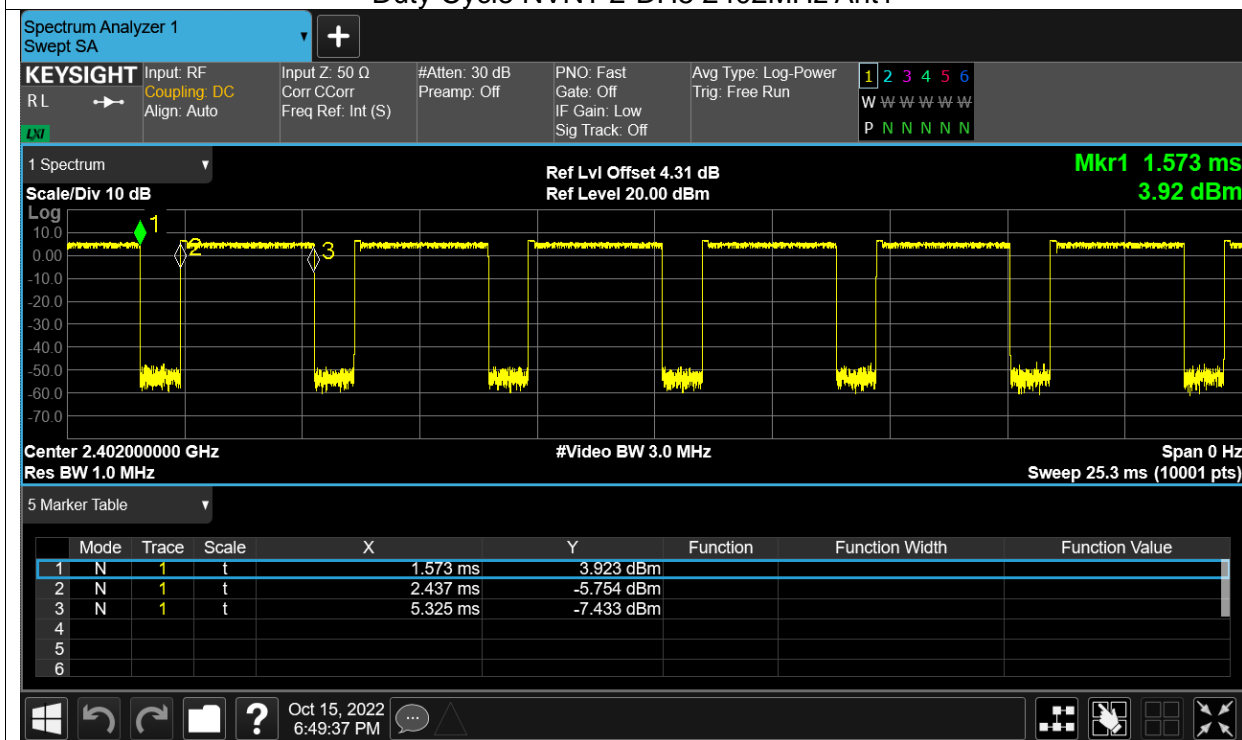 Duty Cycle NVNT 2-DH5 2402MHz Ant1
Spectrum Analyzer 1
Swept SA
+
KEYSIGHT
RL
LXI
Input: RF
Coupling: DC
Align: Auto
Input Z: 50 Ω
Corr CCorr
Freq Ref: Int (S)
#Atten: 30 dB
Preamp: Off
PNO: Fast
Gate: Off
IF Gain: Low
Sig Track: Off
Avg Type: Log-Power
Trig: Free Run
1 2 3 4 5 6
W W W W W W
P N N N N N
1 Spectrum
Scale/Div 10 dB
Ref Lvl Offset 4.31 dB
Ref Level 20.00 dBm
Mkr1 1.573 ms
3.92 dBm
Log
10.0
0.00
-10.0
-20.0
-30.0
-40.0
-50.0
-60.0
-70.0
1
2
3
Center 2.402000000 GHz
#Video BW 3.0 MHz
Span 0 Hz
Res BW 1.0 MHz
Sweep 25.3 ms (10001 pts)
5 Marker Table
Mode Trace Scale X Y Function Function Width Function Value
1 N 1 t 1.573 ms 3.923 dBm
2 N 1 t 2.437 ms -5.754 dBm
3 N 1 t 5.325 ms -7.433 dBm
4
5
6
?
Oct 15, 2022
6:49:37 PM